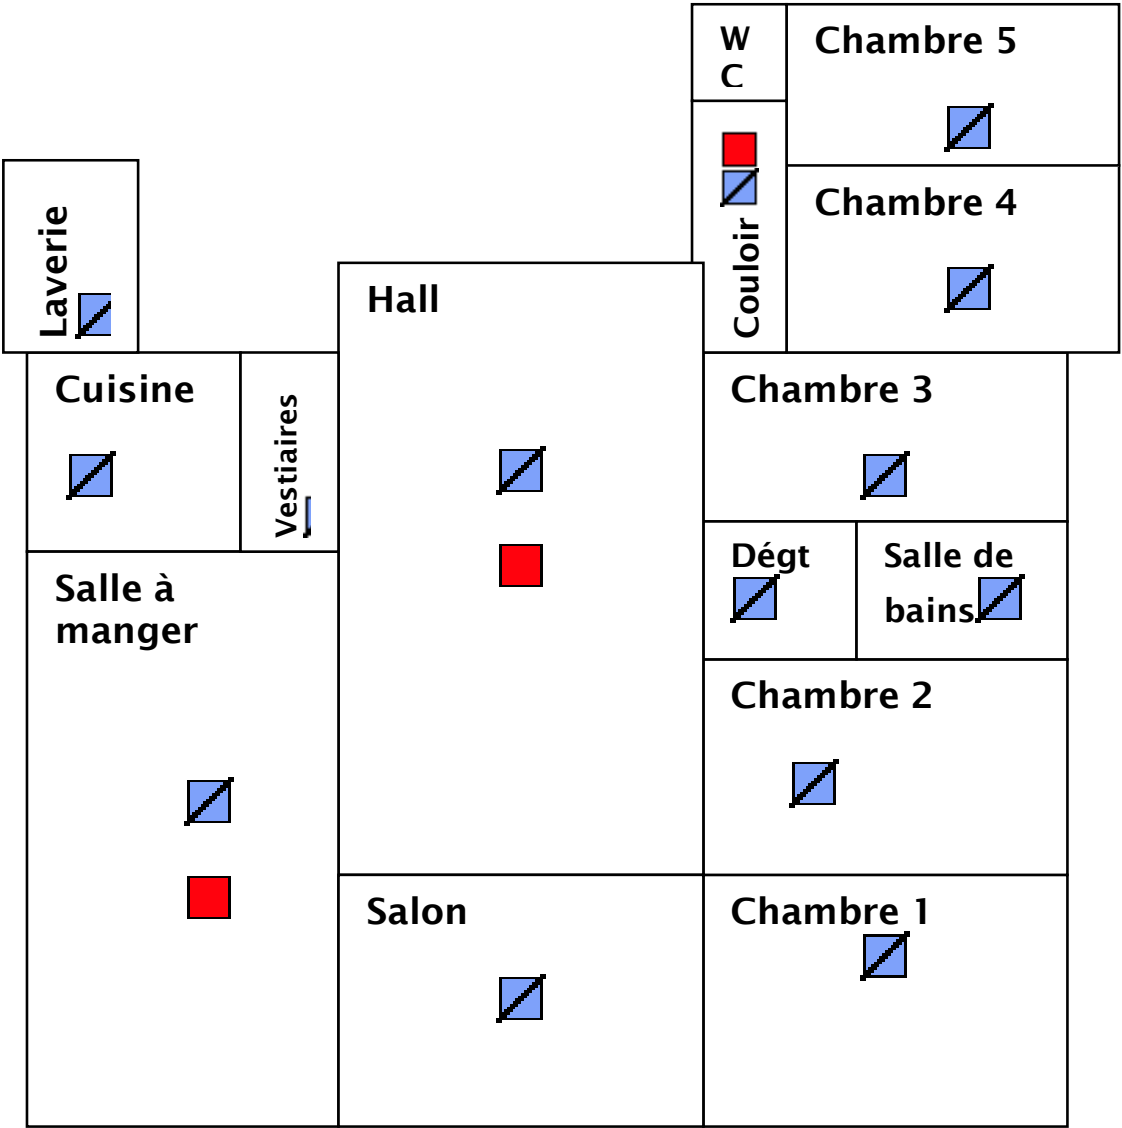 W
C
Chambre 5
Chambre 4
Couloir
Laverie
Hall
Cuisine
Vestiaires
Chambre 3
Dégt
Salle de
bains
Salle à
manger
Chambre 2
Salon
Chambre 1